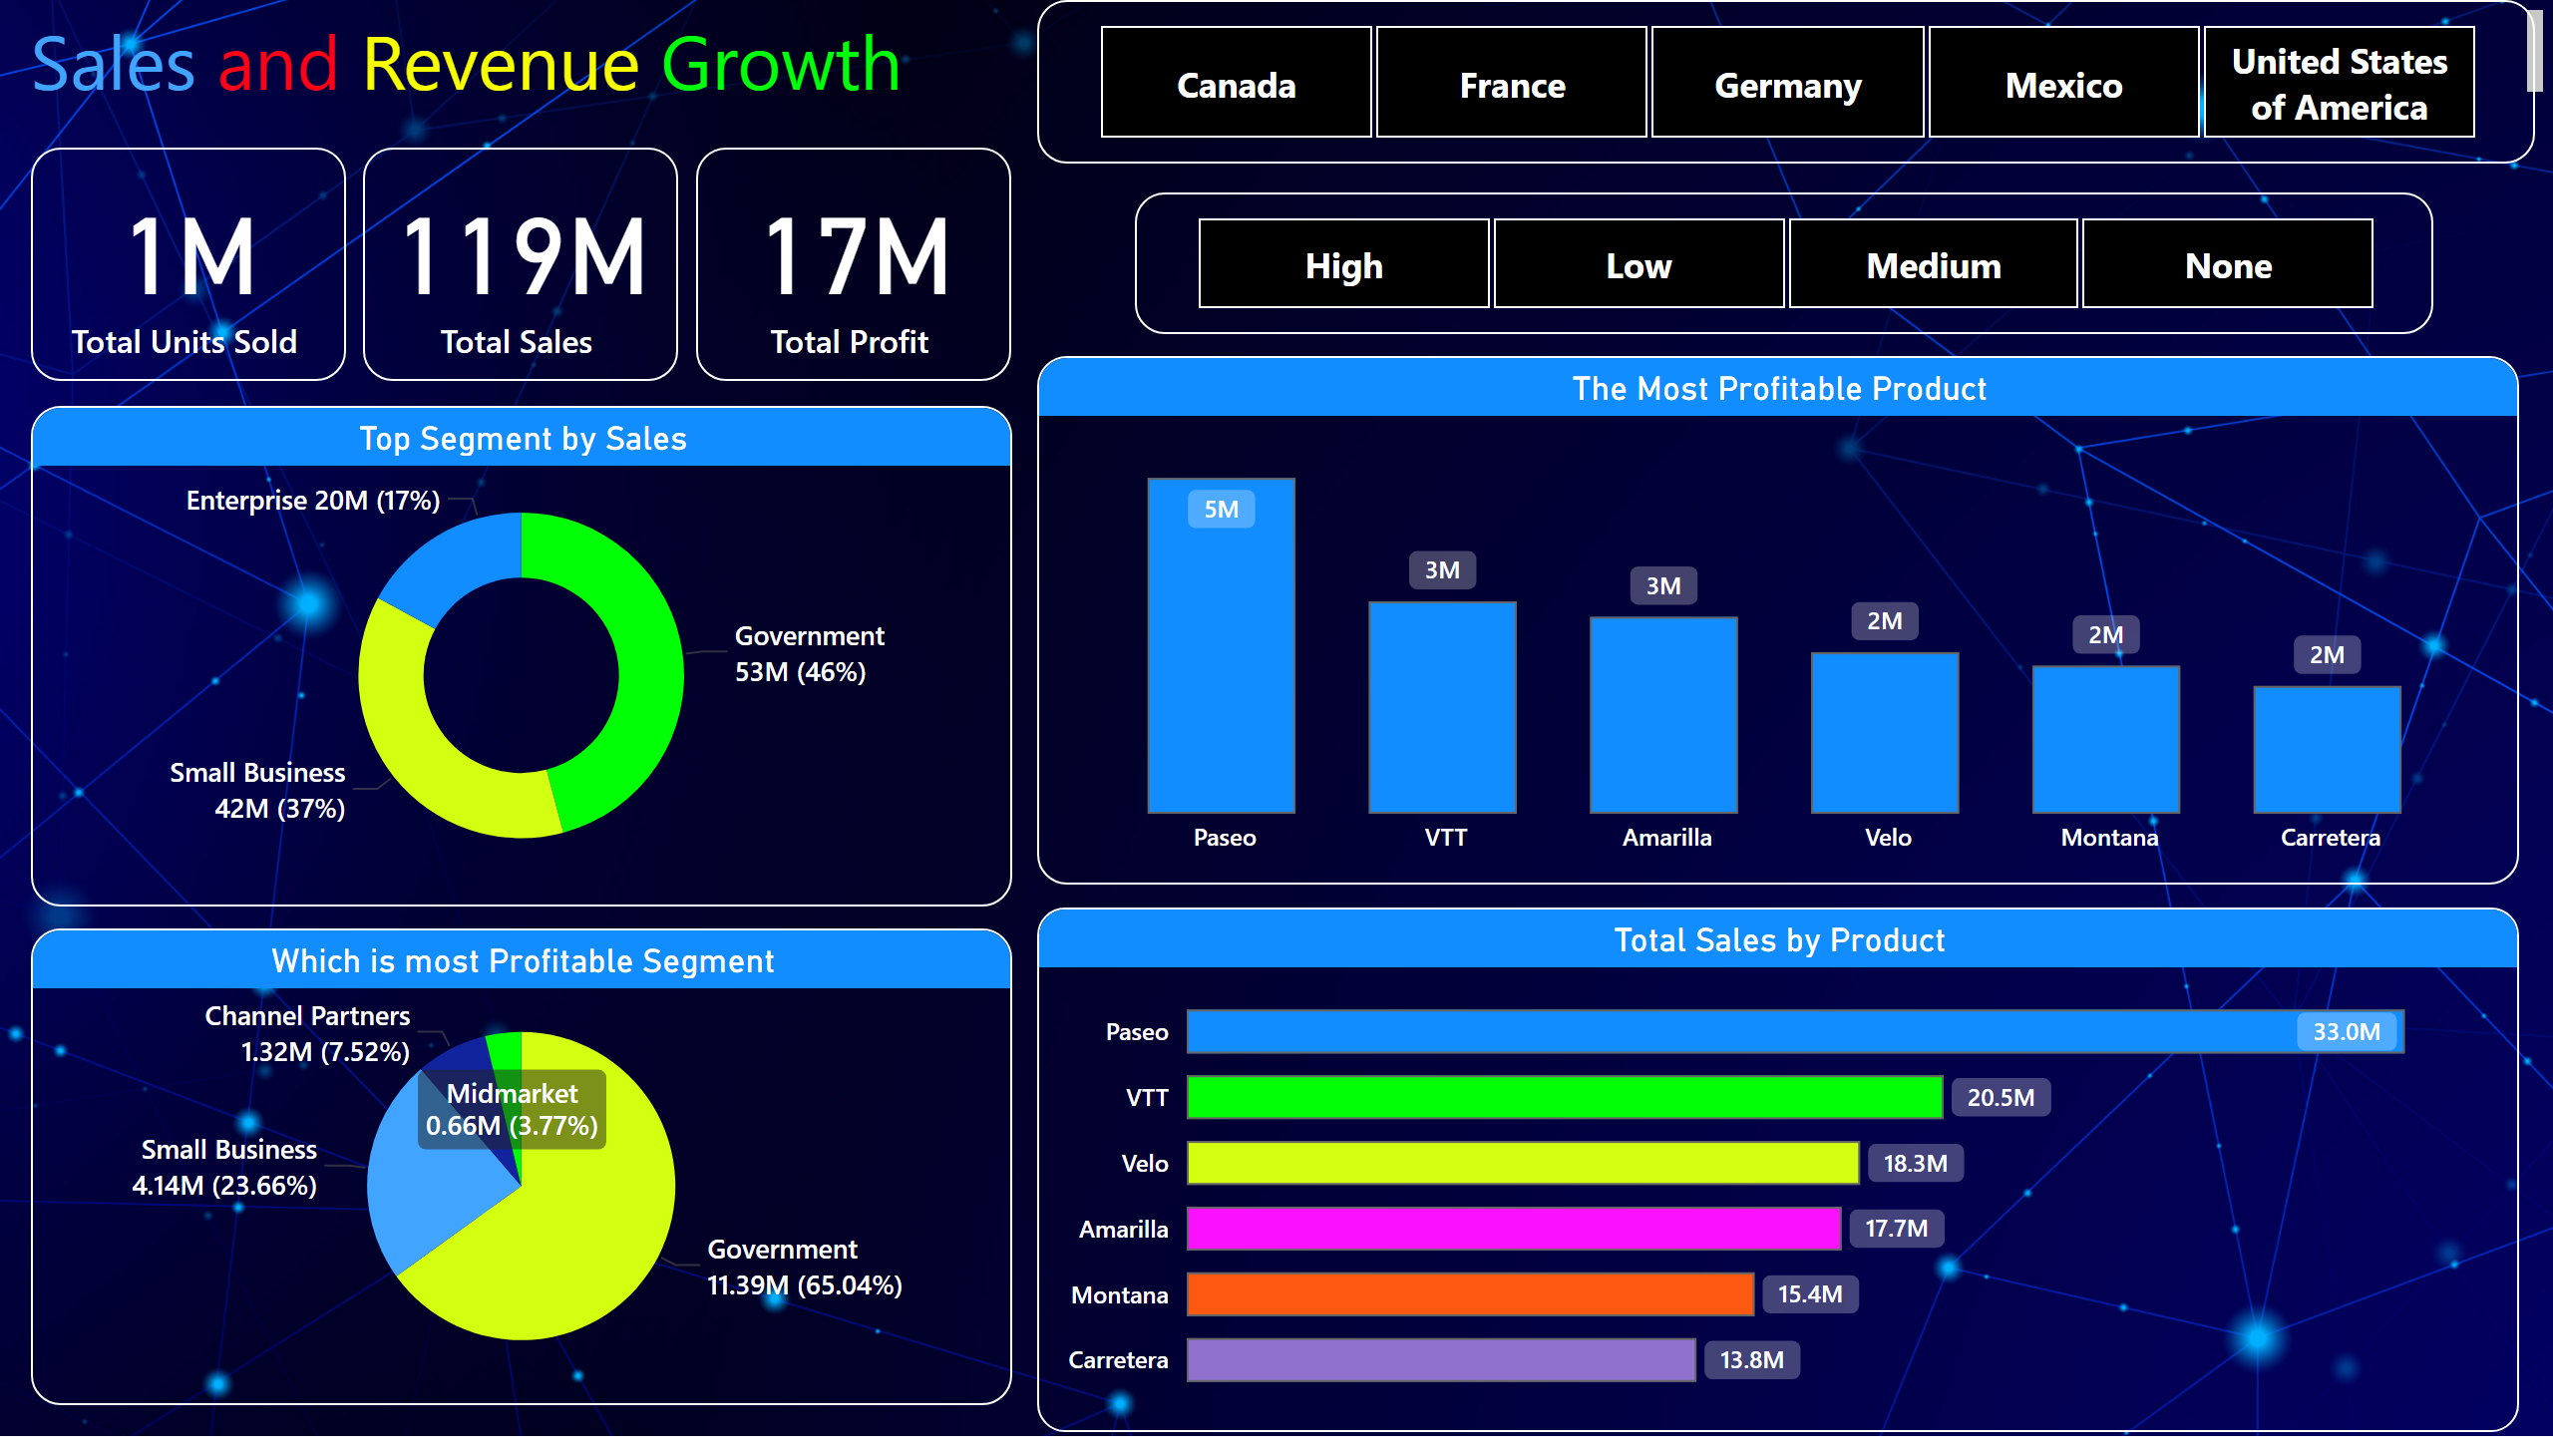 Sales and Revenue Growth
Canada
France
Germany
Mexico
United States
of America
High
Low
Medium
None
1M
Total Units Sold
119M
Total Sales
17M
Total Profit
Top Segment by Sales
Enterprise 20M (17%)
Government
53M (46%)
Small Business
42M (37%)
The Most Profitable Product
5M
3M
3M
2M
2M
2M
Paseo
VTT
Amarilla
Velo
Montana
Carretera
Which is most Profitable Segment
Channel Partners
1.32M (7.52%)
Midmarket
0.66M (3.77%)
Small Business
4.14M (23.66%)
Government
11.39M (65.04%)
Total Sales by Product
Paseo 33.0M
VTT 20.5M
Velo 18.3M
Amarilla 17.7M
Montana 15.4M
Carretera 13.8M